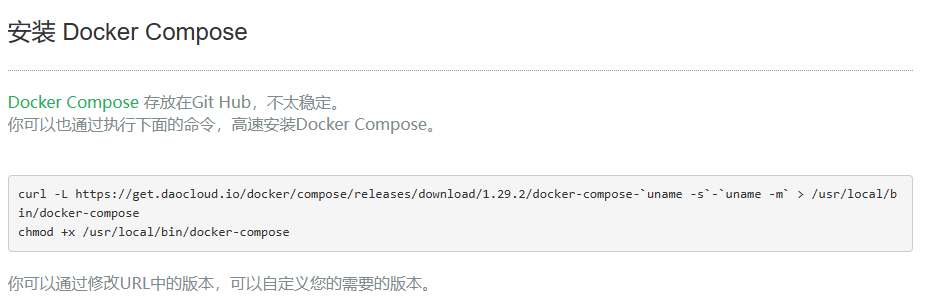 安装 Docker Compose
Docker Compose 存放在Git Hub，不太稳定。
你可以也通过执行下面的命令，高速安装Docker Compose。
curl -L https://get.daocloud.io/docker/compose/releases/download/1.29.2/docker-compose-`uname -s`-`uname -m` > /usr/local/b
in/docker-compose
chmod +x /usr/local/bin/docker-compose
你可以通过修改URL中的版本，可以自定义您的需要的版本。